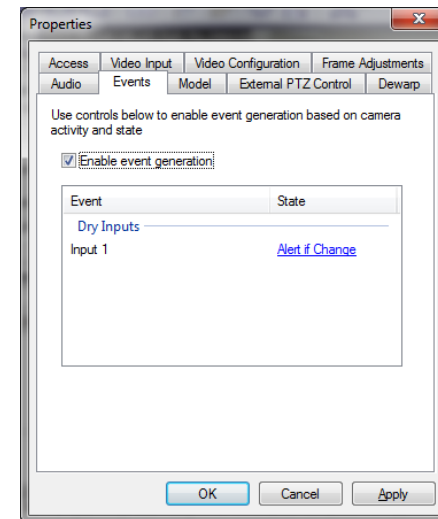 Properties
Access Video Input Video Configuration Frame Adjustments
Audio Events Model External PTZ Control Dewarp
Use controls below to enable event generation based on camera
activity and state
Enable event generation
Event State
Dry Inputs
Input 1 Alert if Change
OK Cancel Apply